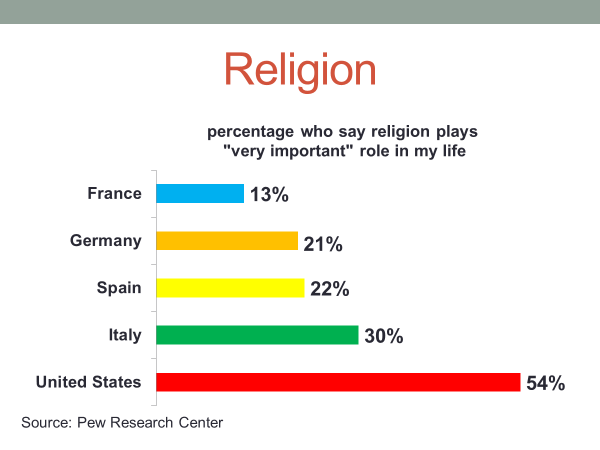 Religion
percentage who say religion plays
"very important" role in my life
France 13%
Germany 21%
Spain 22%
Italy 30%
United States 54%
Source: Pew Research Center